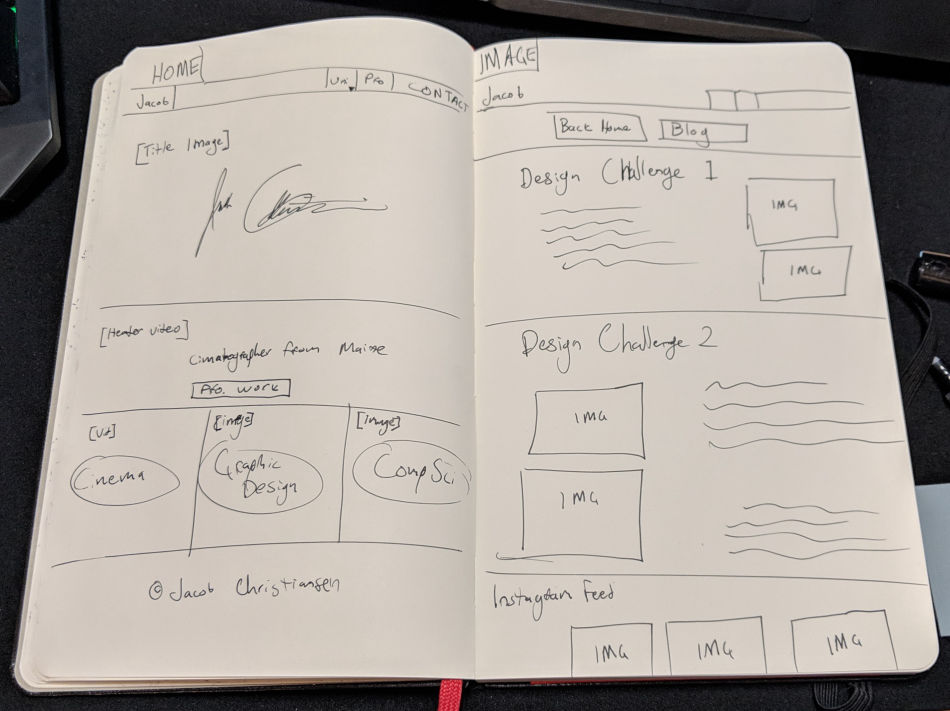 HOME
Jacob
Uni
Pro
CONTACT
[Title Image]
[Header video]
cimatographer from Maine
Pro. work
[Vid]
[image]
[image]
Cinema
Graphic
Design
Comp Sci
© Jacob Christiansen
IMAGE
Jacob
Back Home
Blog
Design Challenge 1
IMG
IMG
Design Challenge 2
IMG
IMG
Instagram Feed
IMG
IMG
IMG